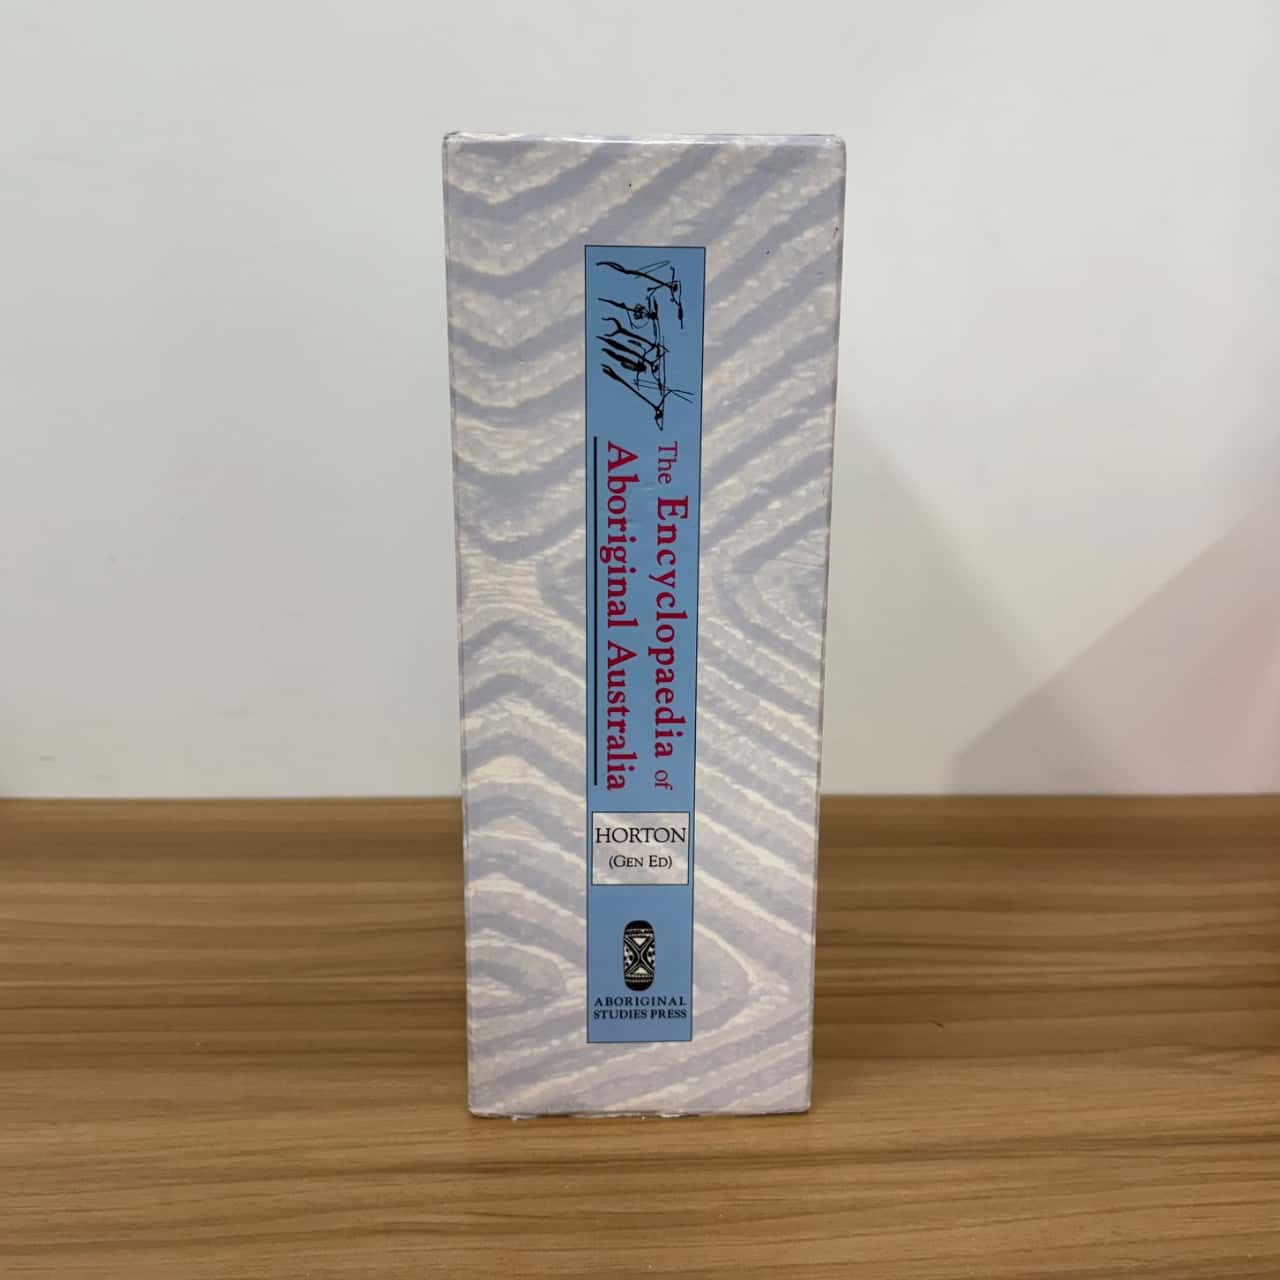 The Encyclopaedia of
Aboriginal Australia
HORTON
(GEN ED)
ABORIGINAL
STUDIES PRESS